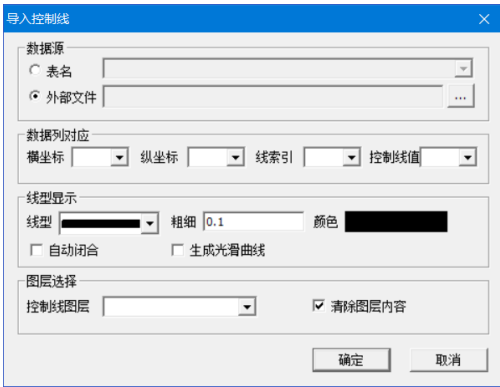 导入控制线
数据源
表名
外部文件 ...
数据列对应
横坐标 纵坐标 线索引 控制线值
线型显示
线型 粗细 0.1 颜色
自动闭合 生成光滑曲线
图层选择
控制线图层 清除图层内容
确定 取消